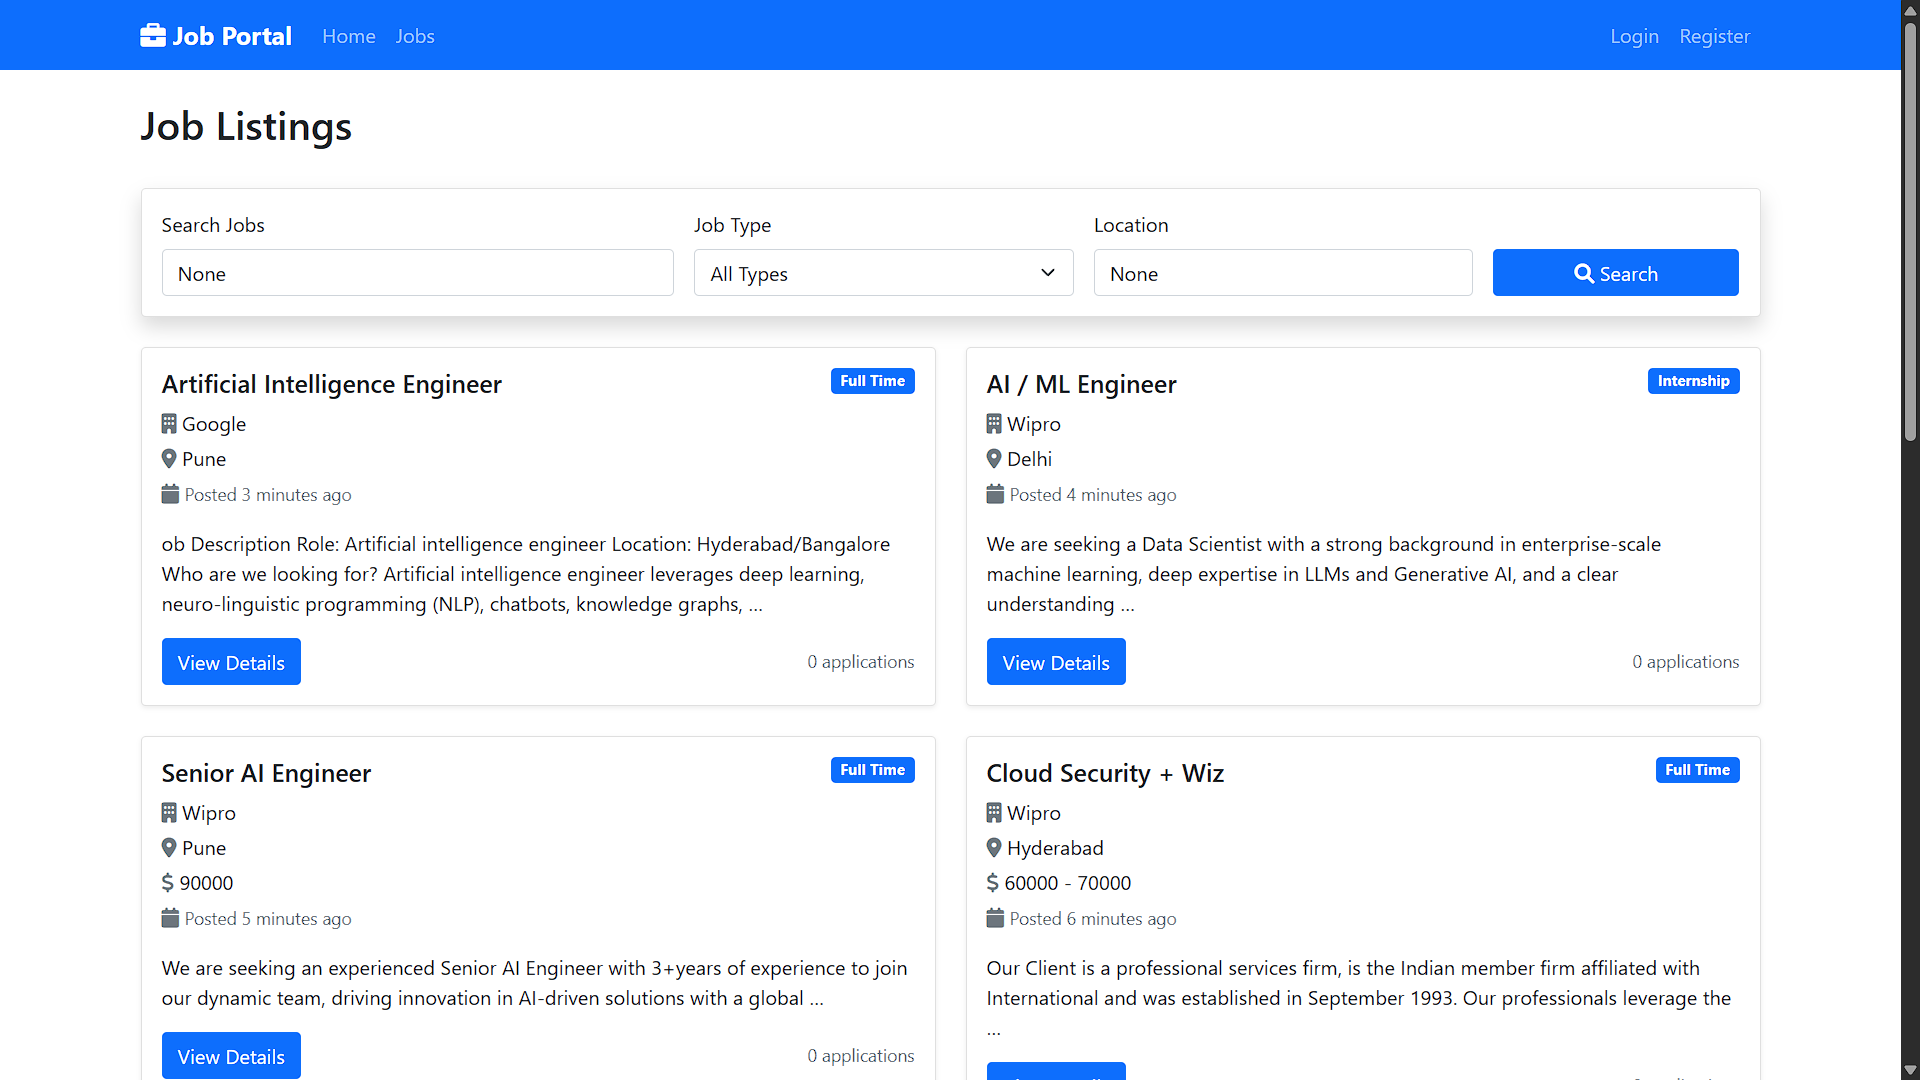 Job Portal Home Jobs Login Register
Job Listings
Search Jobs
None
Job Type
All Types
Location
None
Search
Artificial Intelligence Engineer
Full Time
Google
Pune
Posted 3 minutes ago
ob Description Role: Artificial intelligence engineer Location: Hyderabad/Bangalore
Who are we looking for? Artificial intelligence engineer leverages deep learning,
neuro-linguistic programming (NLP), chatbots, knowledge graphs, ...
View Details
0 applications
AI / ML Engineer
Internship
Wipro
Delhi
Posted 4 minutes ago
We are seeking a Data Scientist with a strong background in enterprise-scale
machine learning, deep expertise in LLMs and Generative AI, and a clear
understanding ...
View Details
0 applications
Senior AI Engineer
Full Time
Wipro
Pune
$ 90000
Posted 5 minutes ago
We are seeking an experienced Senior AI Engineer with 3+years of experience to join
our dynamic team, driving innovation in AI-driven solutions with a global ...
View Details
0 applications
Cloud Security + Wiz
Full Time
Wipro
Hyderabad
$ 60000 - 70000
Posted 6 minutes ago
Our Client is a professional services firm, is the Indian member firm affiliated with
International and was established in September 1993. Our professionals leverage the
...